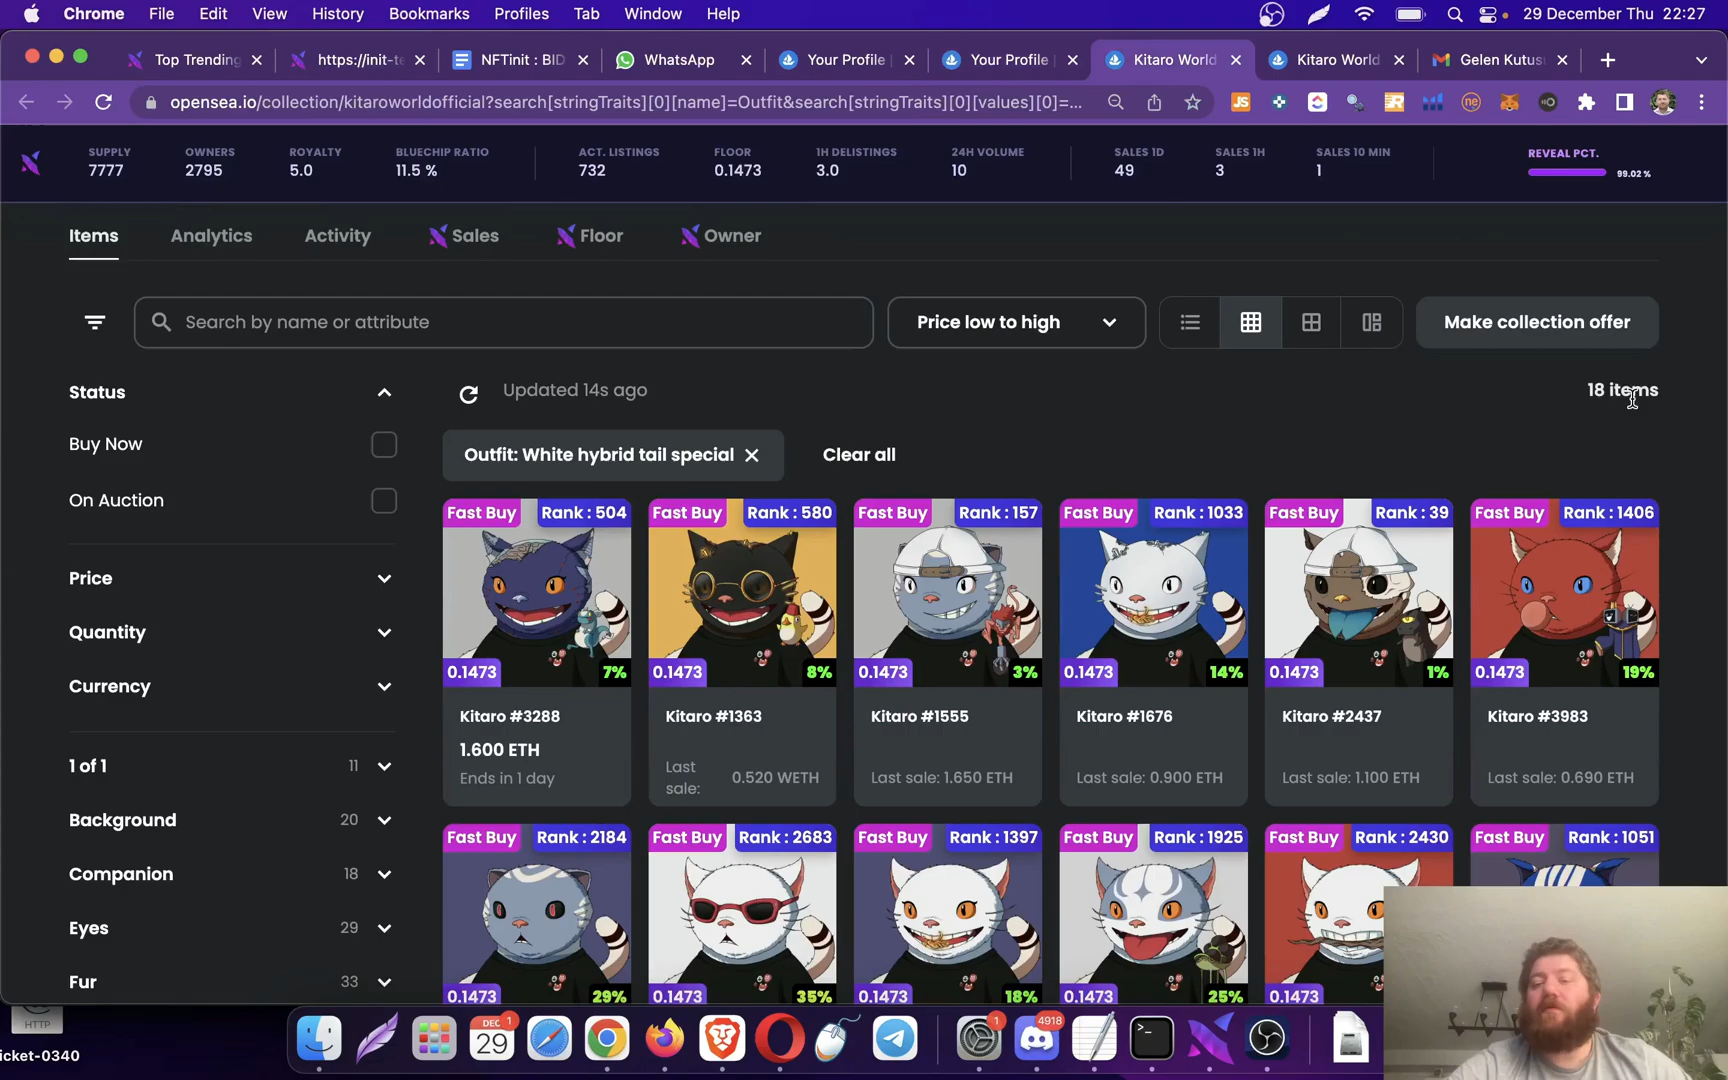 Chrome File Edit View History Bookmarks Profiles Tab Window Help 29 December Thu 22:27
Top Trending https://init-te NFTinit : BID WhatsApp Your Profile Your Profile Kitaro World Kitaro World Gelen Kutus
opensea.io/collection/kitaroworldofficial?search[stringTraits][0][name]=Outfit&search[stringTraits][0][values][0]=...
SUPPLY OWNERS ROYALTY BLUECHIP RATIO ACT. LISTINGS FLOOR 1H DELISTINGS 24H VOLUME SALES 1D SALES 1H SALES 10 MIN REVEAL PCT.
7777 2795 5.0 11.5 % 732 0.1473 3.0 10 49 3 1 99.02 %
Items Analytics Activity Sales Floor Owner
Search by name or attribute Price low to high Make collection offer
Status Updated 14s ago 18 items
Buy Now Outfit: White hybrid tail special Clear all
On Auction
Price
Quantity
Currency
1 of 1 11
Background 20
Companion 18
Eyes 29
Fur 33
Fast Buy Rank : 504 Fast Buy Rank : 580 Fast Buy Rank : 157 Fast Buy Rank : 1033 Fast Buy Rank : 39 Fast Buy Rank : 1406
0.1473 7% 0.1473 8% 0.1473 3% 0.1473 14% 0.1473 1% 0.1473 19%
Kitaro #3288 Kitaro #1363 Kitaro #1555 Kitaro #1676 Kitaro #2437 Kitaro #3983
1.600 ETH
Ends in 1 day Last sale: 0.520 WETH Last sale: 1.650 ETH Last sale: 0.900 ETH Last sale: 1.100 ETH Last sale: 0.690 ETH
Fast Buy Rank : 2184 Fast Buy Rank : 2683 Fast Buy Rank : 1397 Fast Buy Rank : 1925 Fast Buy Rank : 2430 Fast Buy Rank : 1051
0.1473 29% 0.1473 35% 0.1473 18% 0.1473 25% 0.1473
HTTP
icket-0340
DEC 1
29
1
4918